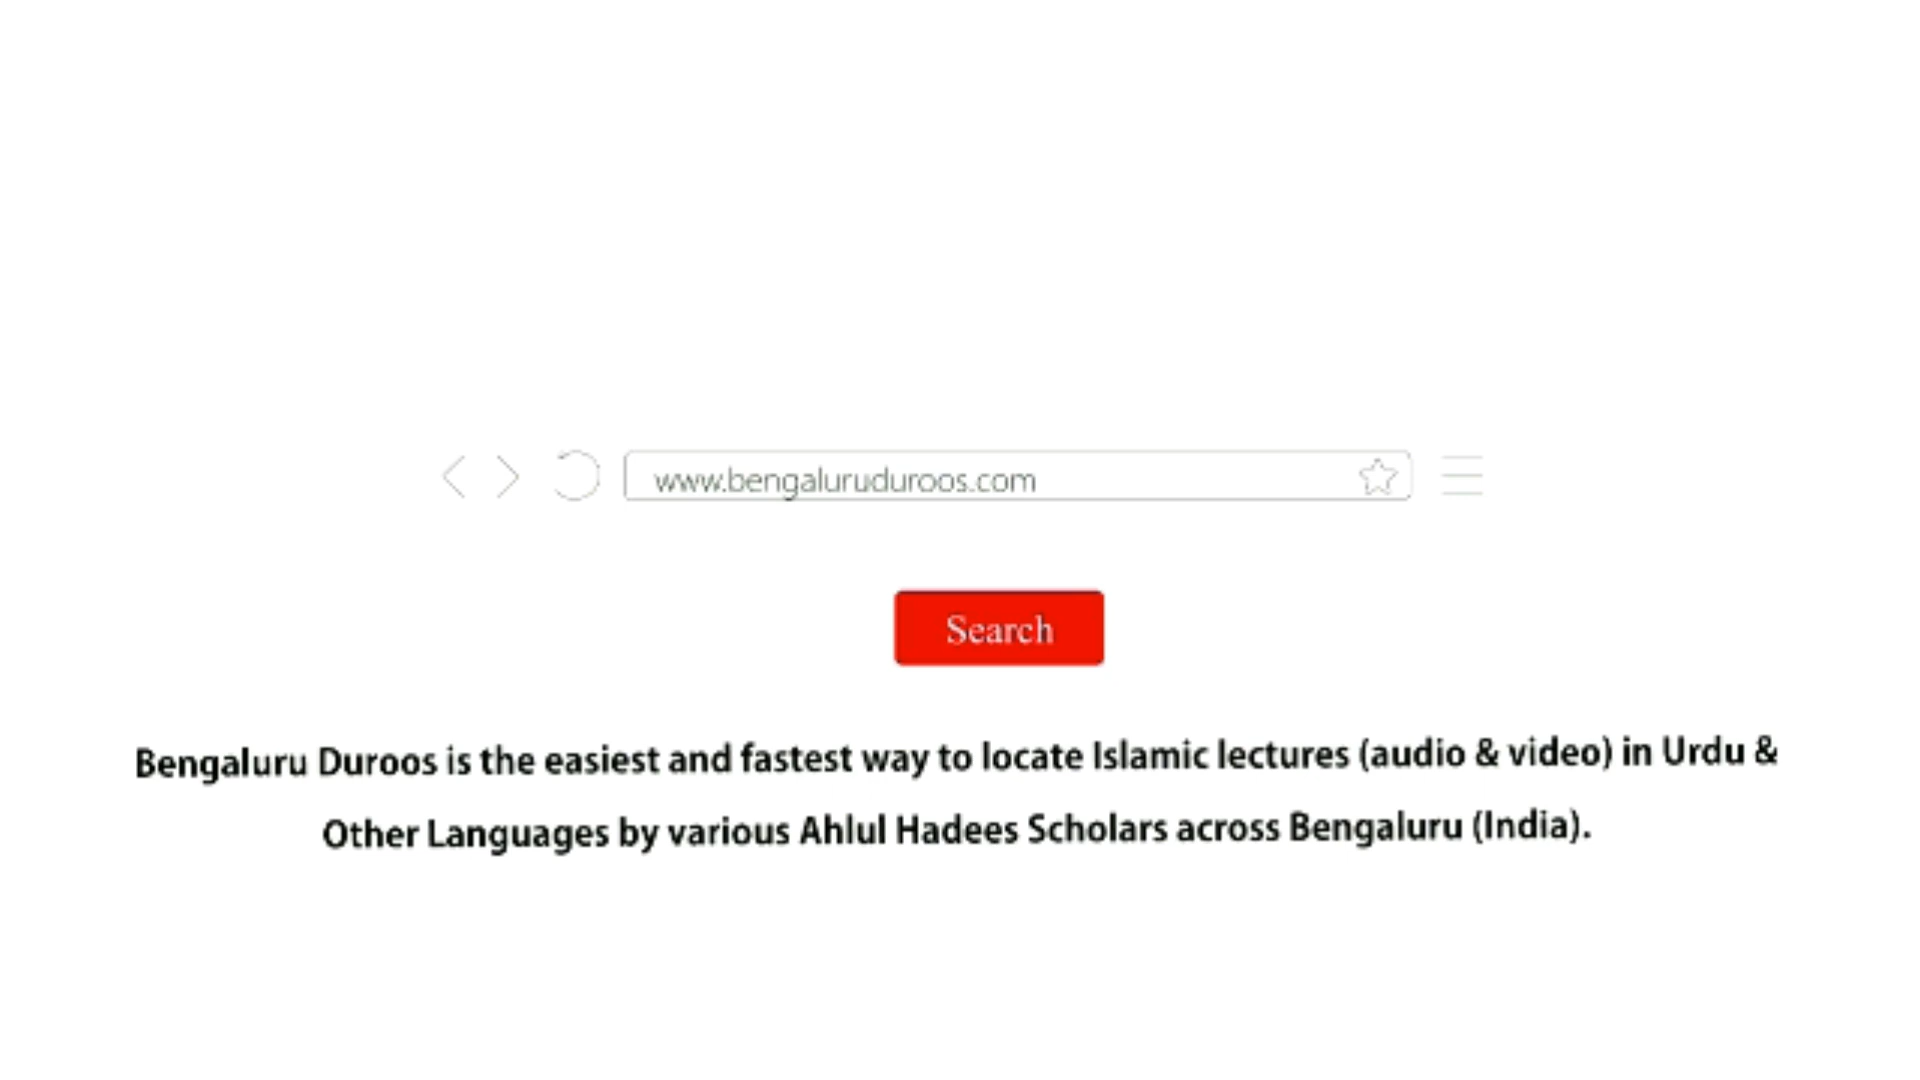 www.bengaluruduroos.com
Search
Bengaluru Duroos is the easiest and fastest way to locate Islamic lectures (audio & video) in Urdu &
Other Languages by various Ahlul Hadees Scholars across Bengaluru (India).